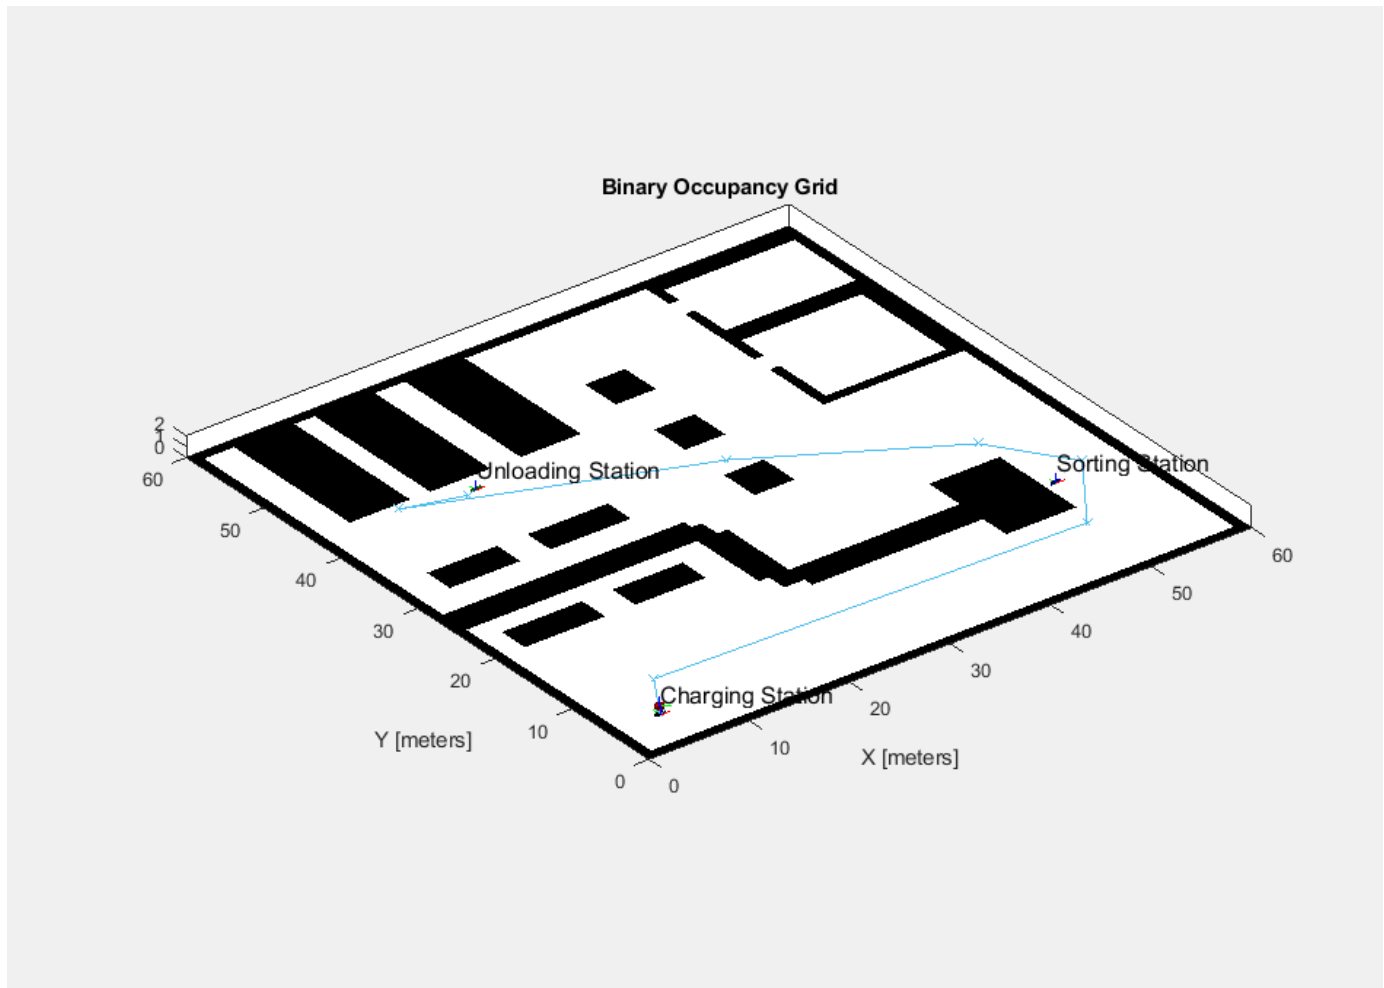 Binary Occupancy Grid
2
1
0
60
50
40
30
20
10
0
Y [meters]
Unloading Station
Sorting Station
Charging Station
60
50
40
30
20
10
0
X [meters]